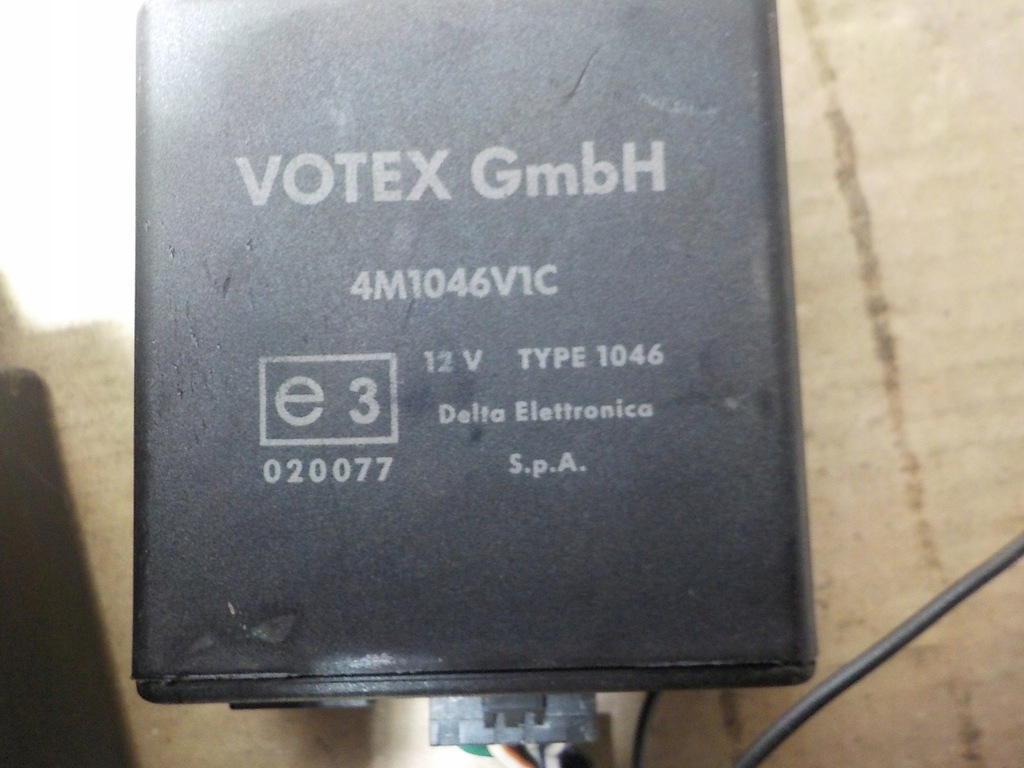 VOTEX GmbH
4M1046V1C
12 V TYPE 1046
e 3
Delta Elettronica
020077
S.p.A.